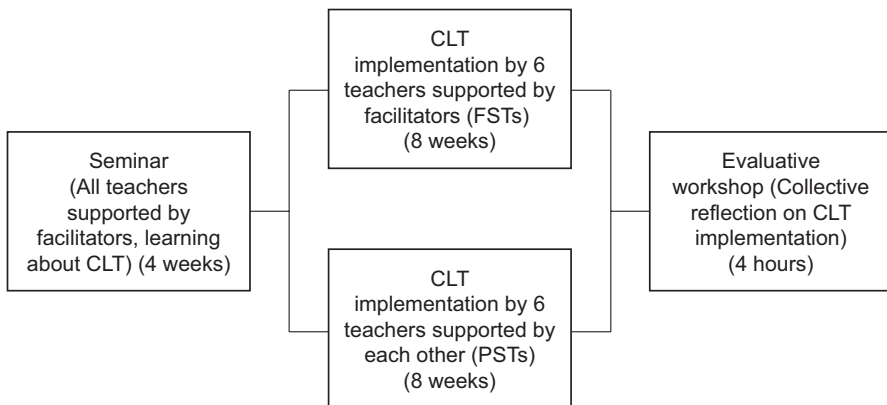 Seminar
(All teachers
supported by
facilitators, learning
about CLT) (4 weeks)
CLT
implementation by 6
teachers supported by
facilitators (FSTs)
(8 weeks)
CLT
implementation by 6
teachers supported by
each other (PSTs)
(8 weeks)
Evaluative
workshop (Collective
reflection on CLT
implementation)
(4 hours)